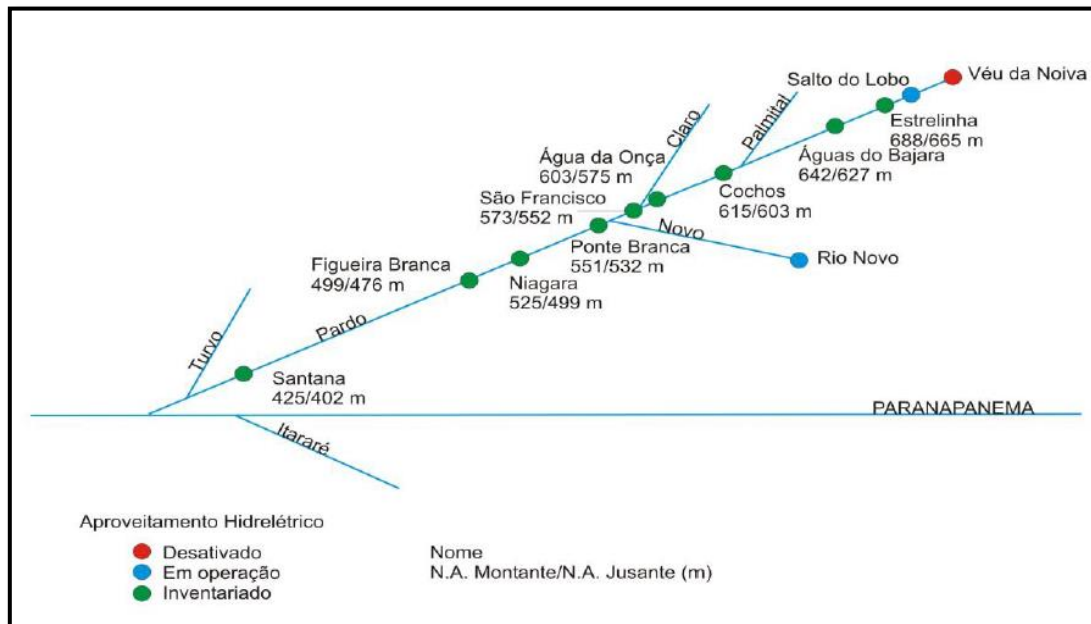 Véu da Noiva
Salto do Lobo
Estrelinha
688/665 m
Palmital
Águas do Bajara
642/627 m
Claro
Água da Onça
603/575 m
Cochos
615/603 m
São Francisco
573/552 m
Novo
Rio Novo
Ponte Branca
551/532 m
Figueira Branca
499/476 m
Niagara
525/499 m
Pardo
Turvo
Santana
425/402 m
PARANAPANEMA
Itararé
Aproveitamento Hidrelétrico
Desativado
Em operação
Inventariado
Nome
N.A. Montante/N.A. Jusante (m)